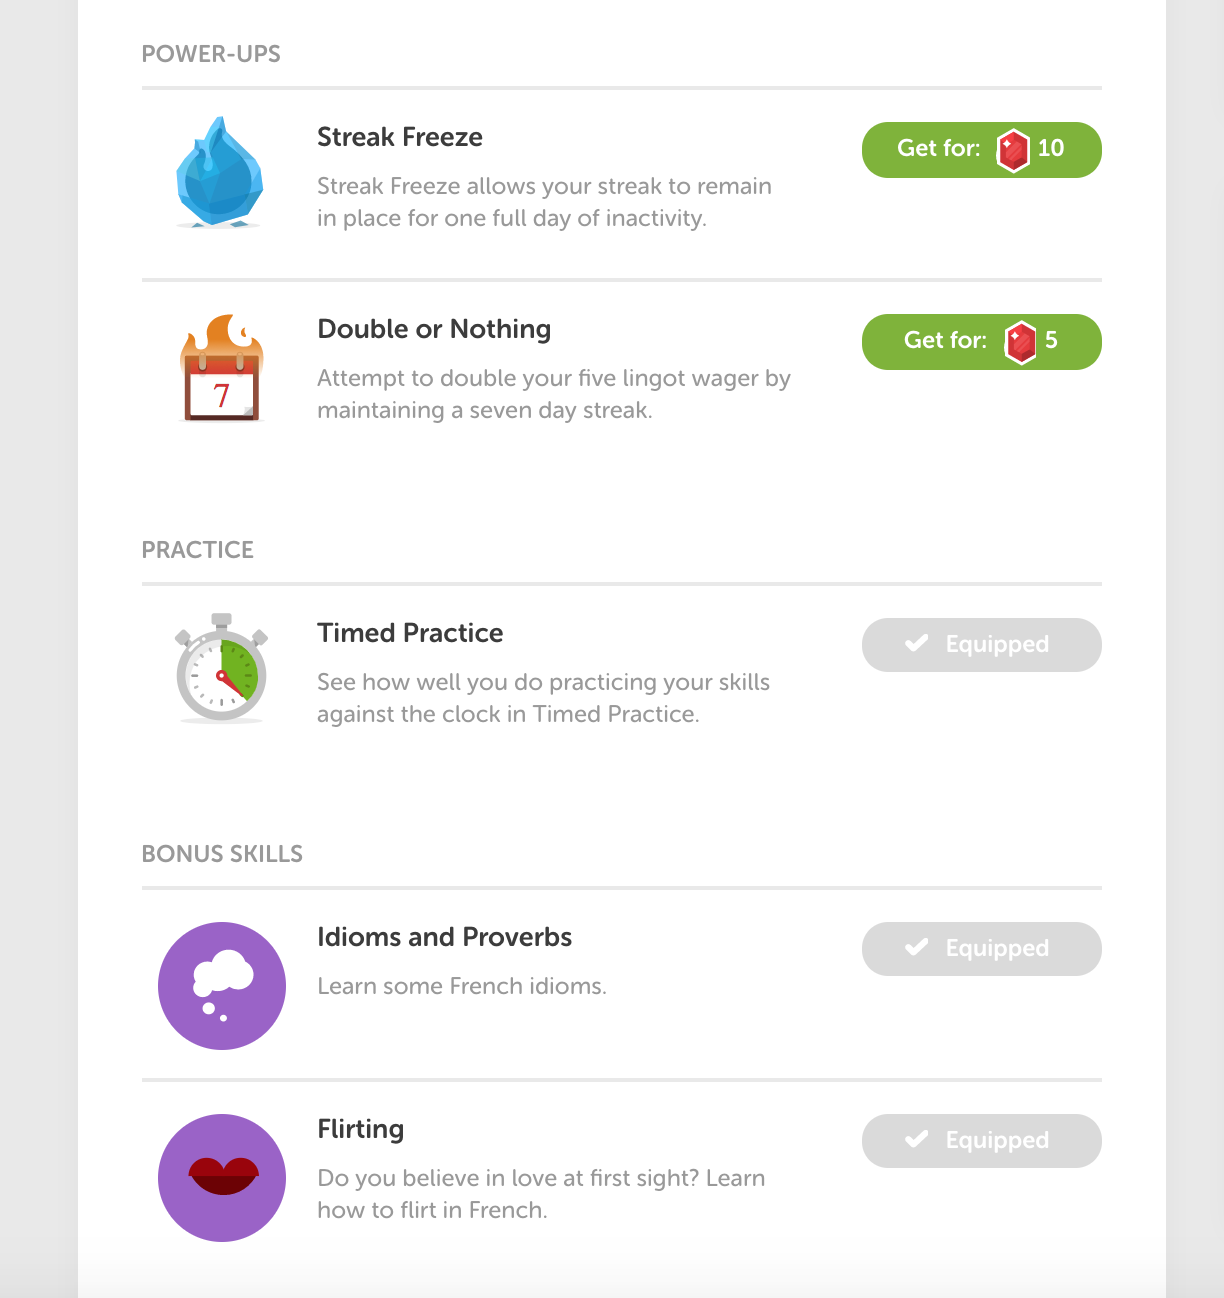 POWER-UPS
Streak Freeze
Get for: 10
Streak Freeze allows your streak to remain
in place for one full day of inactivity.
Double or Nothing
Get for: 5
7
Attempt to double your five lingot wager by
maintaining a seven day streak.
PRACTICE
Timed Practice
Equipped
See how well you do practicing your skills
against the clock in Timed Practice.
BONUS SKILLS
Idioms and Proverbs
Equipped
Learn some French idioms.
Flirting
Equipped
Do you believe in love at first sight? Learn
how to flirt in French.